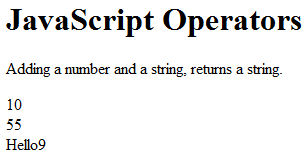 JavaScript Operators
Adding a number and a string, returns a string.
10
55
Hello9